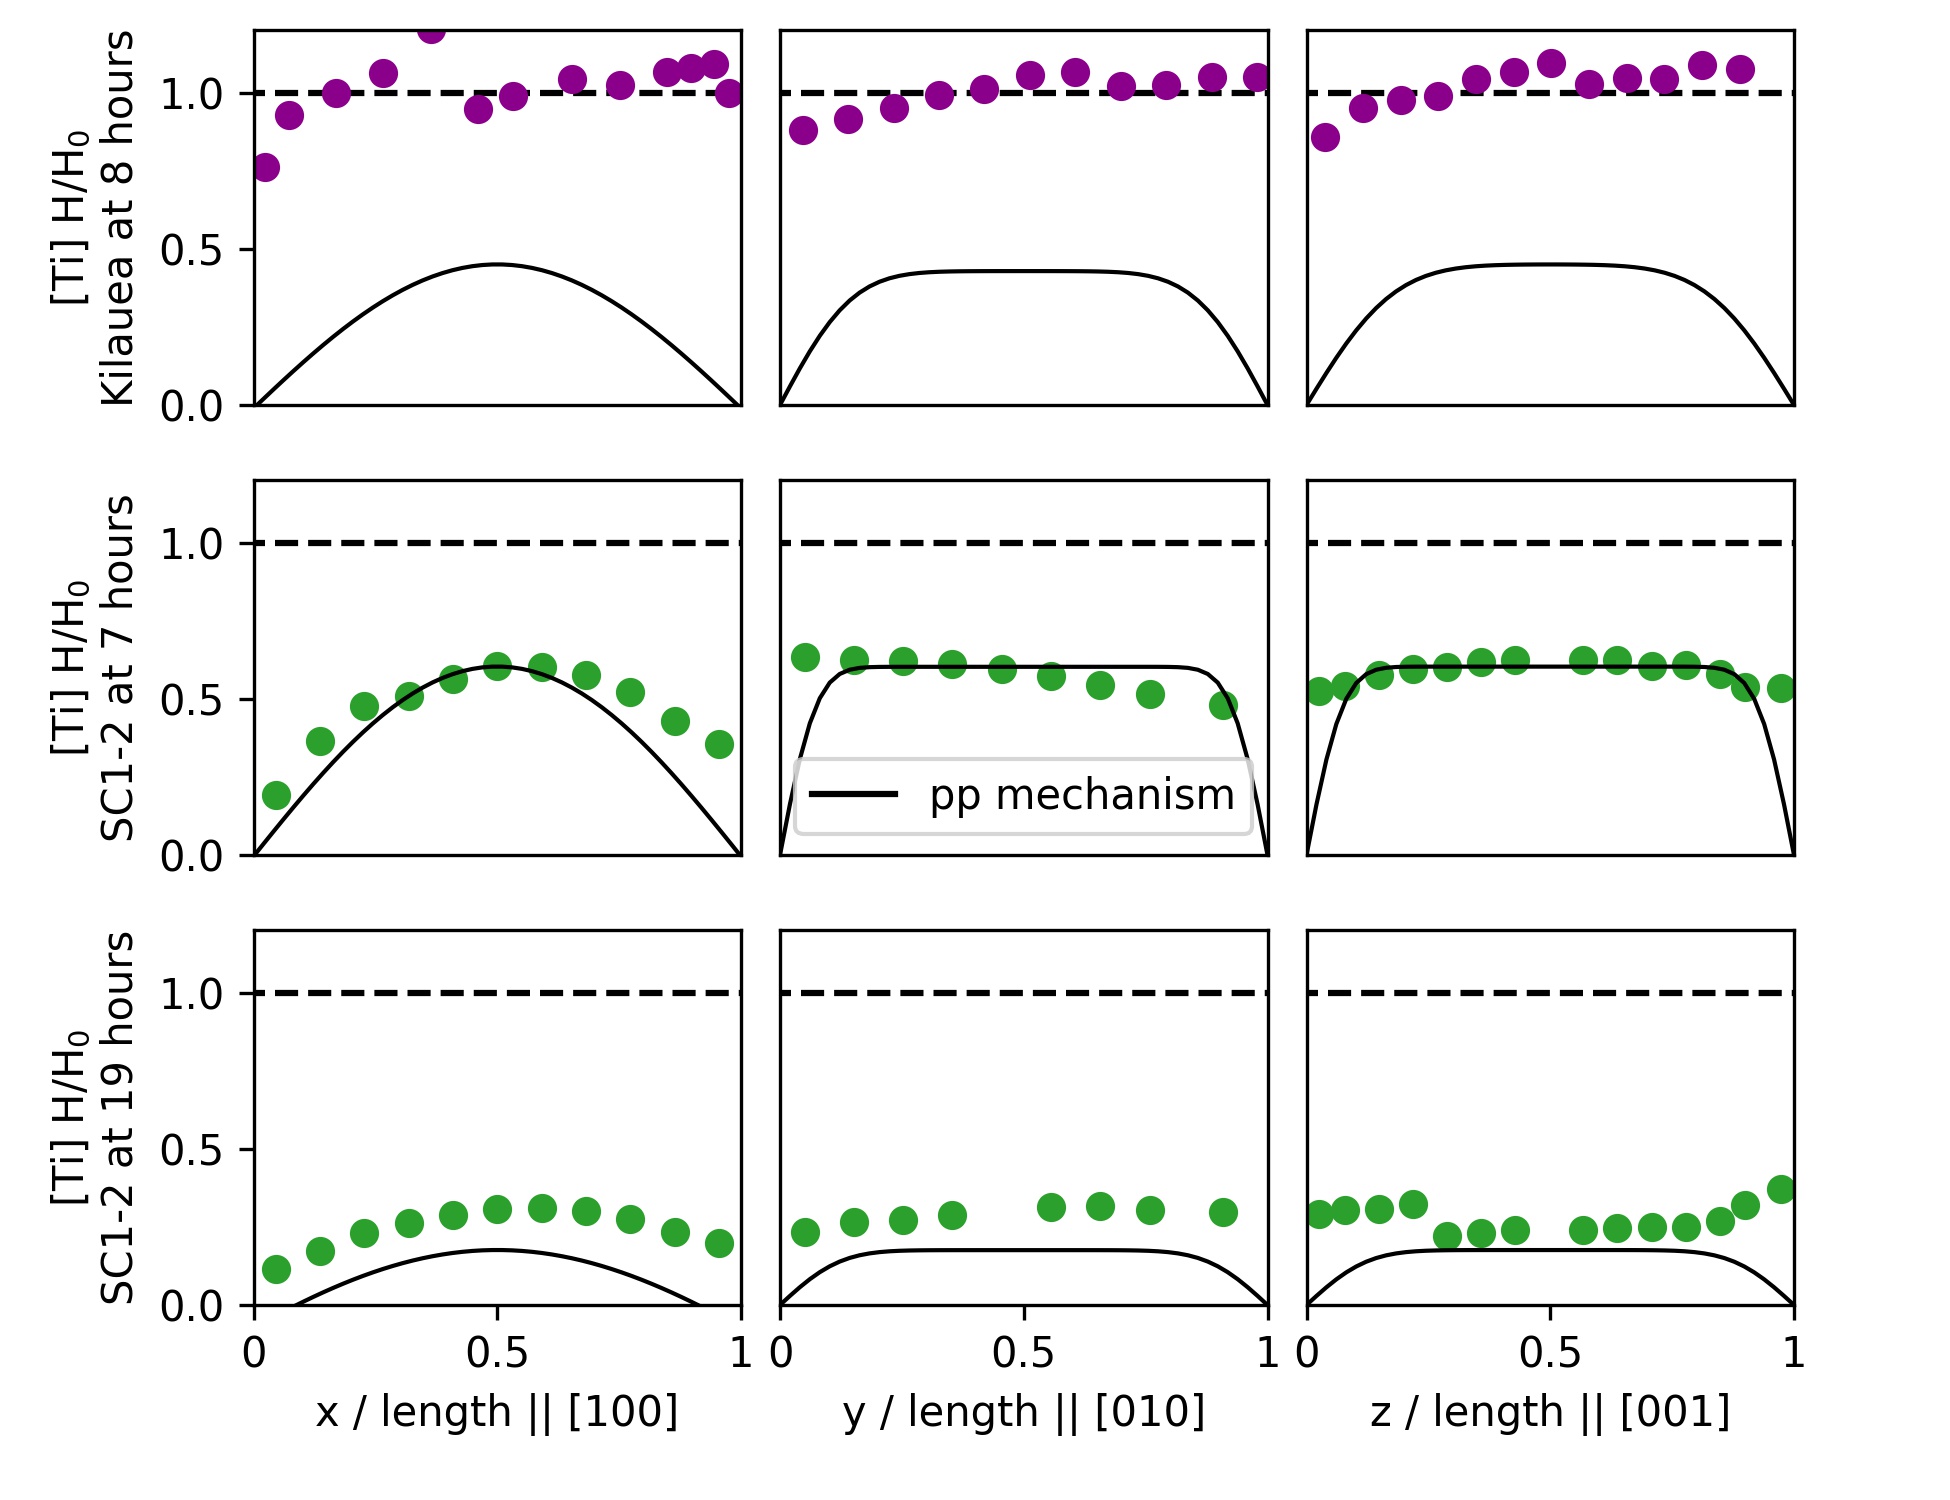 [Ti] H/H₀
Kilauea at 8 hours
1.0
0.5
0.0
[Ti] H/H₀
SC1-2 at 7 hours
1.0
0.5
0.0
pp mechanism
[Ti] H/H₀
SC1-2 at 19 hours
1.0
0.5
0.0
0 0.5 1 0 0.5 1 0 0.5 1
x / length || [100]
y / length || [010]
z / length || [001]